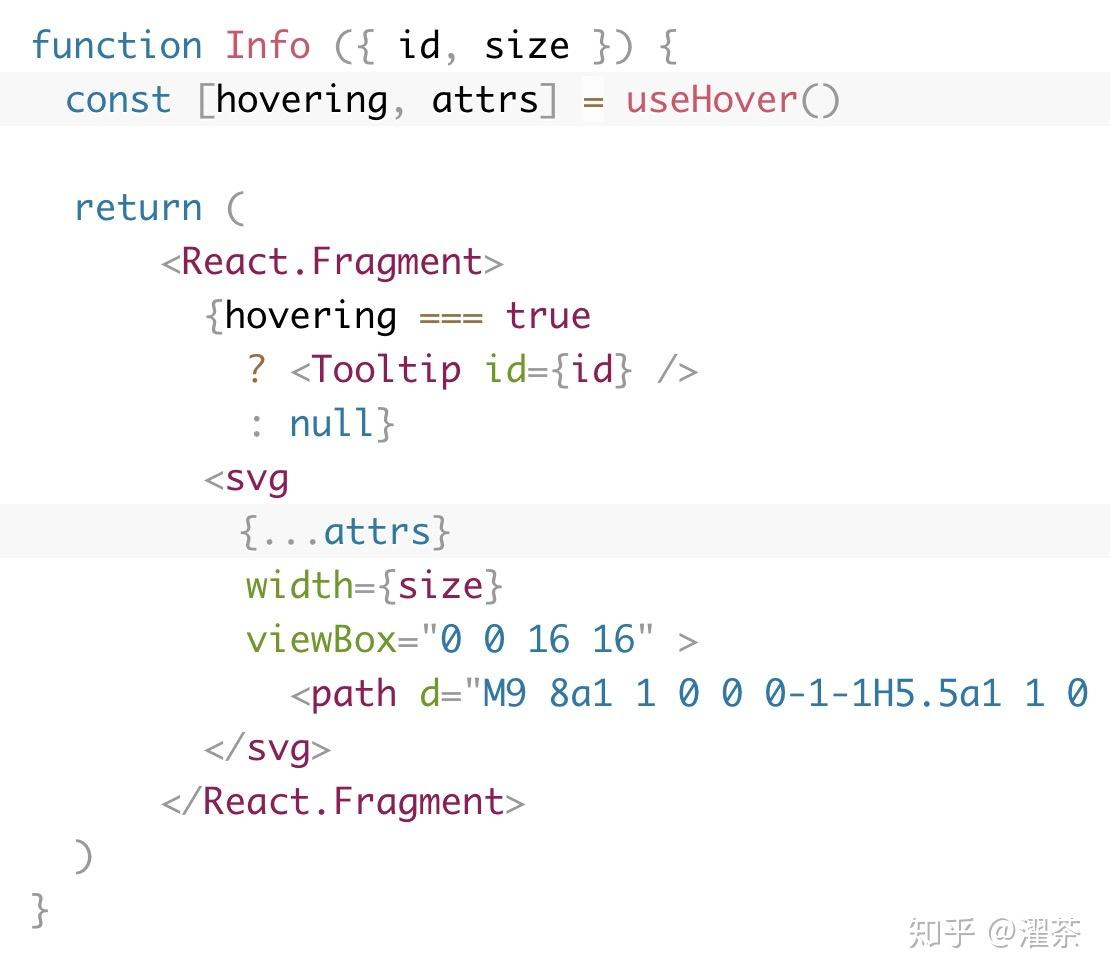 function Info ({ id, size }) {
  const [hovering, attrs] = useHover()

  return (
      <React.Fragment>
        {hovering === true
          ? <Tooltip id={id} />
          : null}
        <svg
          {...attrs}
          width={size}
          viewBox="0 0 16 16" >
            <path d="M9 8a1 1 0 0 0-1-1H5.5a1 1 0
        </svg>
      </React.Fragment>
  )
}
知乎 @濯茶